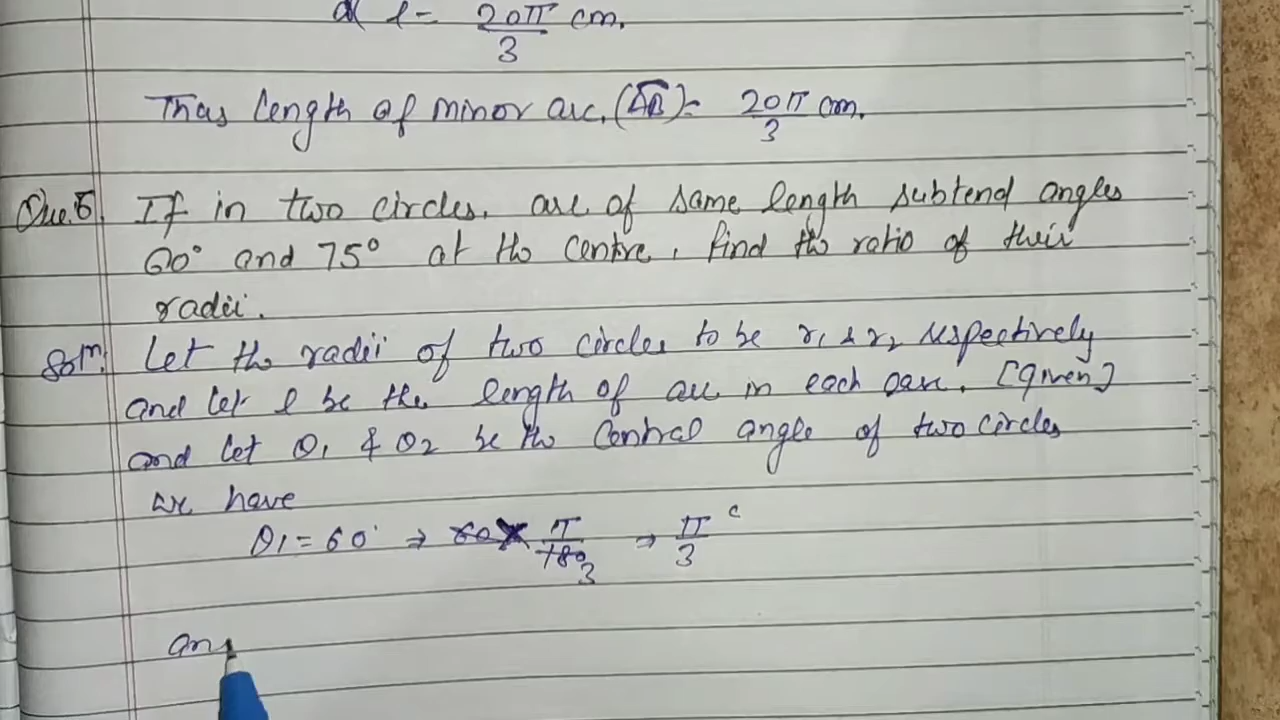 l = 20π/3 cm.
Thus length of minor arc. (AB) = 20π/3 cm.
Que.6. If in two circles, arc of same length subtend angles
60° and 75° at the centre, find the ratio of their
radii.
Solⁿ. Let the radii of two circles to be r₁ & r₂ respectively
and let l be the length of arc in each case. [given]
and let θ₁ & θ₂ be the Central angle of two circles
we have
θ₁ = 60° ⇒ 60 × π/180 3 ⇒ π/3 ᶜ
an